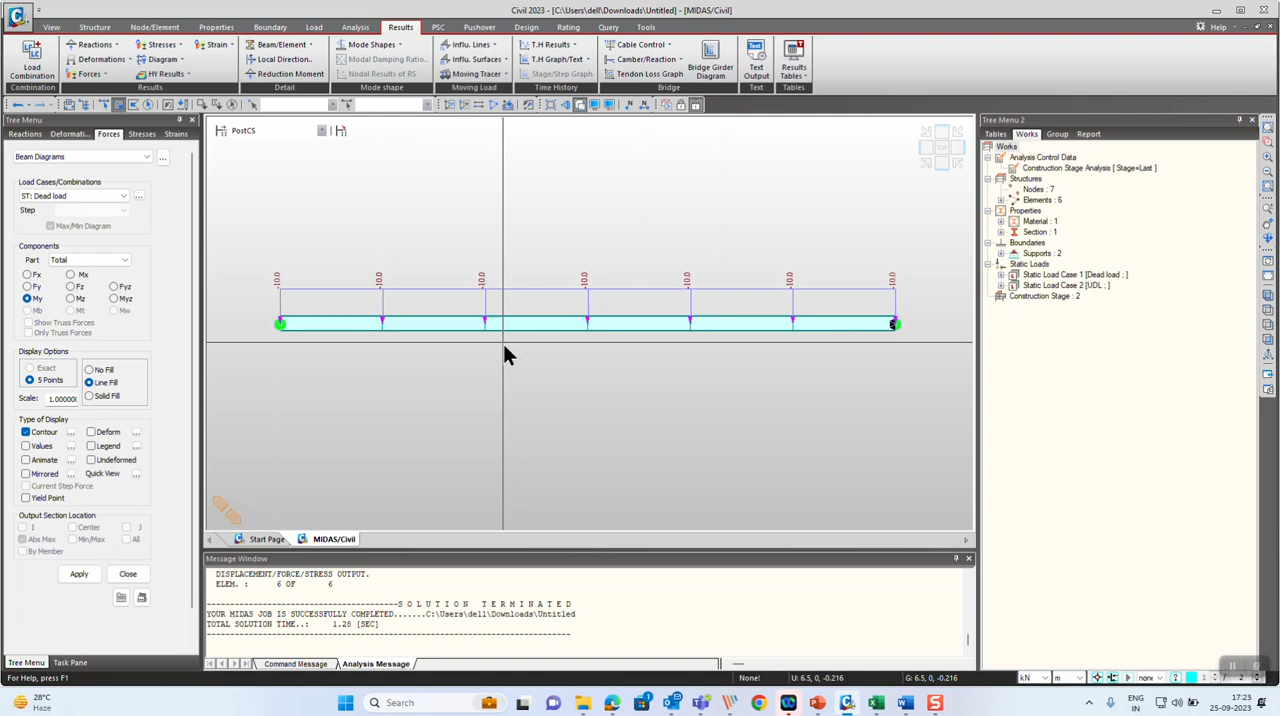 Civil 2023 - [C:\Users\dell\Downloads\Untitled] - [MIDAS/Civil]
View Structure Node/Element Properties Boundary Load Analysis Results PSC Pushover Design Rating Query Tools Help
Load Combination
Reactions Deformations Forces
Stresses Diagram HY Results
Strain
Beam/Element Local Direction.. Reduction Moment
Mode Shapes Modal Damping Ratio.. Nodal Results of RS
Influ. Lines Influ. Surfaces Moving Tracer
T.H Results T.H Graph/Text Stage/Step Graph
Cable Control Camber/Reaction Tendon Loss Graph
Bridge Girder Diagram
Text Output
Results Tables
Combination Results Detail Mode shape Moving Load Time History Bridge Text Tables
Tree Menu
Reactions Deformati... Forces Stresses Strains
Beam Diagrams
Load Cases/Combinations
ST: Dead load
Step
Max/Min Diagram
Components
Part Total
Fx Mx
Fy Fz Fyz
My Mz Myz
Mb Mt Mw
Show Truss Forces
Only Truss Forces
Display Options
Exact
5 Points
No Fill
Line Fill
Solid Fill
Scale: 1.00000
Type of Display
Contour ... Deform ...
Values ... Legend ...
Animate ... Undeformed
Mirrored ... Quick View ...
Current Step Force
Yield Point
Output Section Location
I Center J
Abs Max Min/Max All
By Member
Apply Close
Tree Menu Task Pane
PostCS
TOP
-10.0 -10.0 -10.0 -10.0 -10.0 -10.0 -10.0
Start Page MIDAS/Civil
Message Window
DISPLACEMENT/FORCE/STRESS OUTPUT.
ELEM. : 6 OF 6
S O L U T I O N T E R M I N A T E D
YOUR MIDAS JOB IS SUCCESSFULLY COMPLETED.......C:\Users\dell\Downloads\Untitled
TOTAL SOLUTION TIME..: 1.28 [SEC]
Command Message Analysis Message
Tree Menu 2
Tables Works Group Report
Works
Analysis Control Data
Construction Stage Analysis [ Stage=Last ]
Structures
Nodes : 7
Elements : 6
Properties
Material : 1
Section : 1
Boundaries
Supports : 2
Static Loads
Static Load Case 1 [Dead load ; ]
Static Load Case 2 [UDL ; ]
Construction Stage : 2
For Help, press F1 None! U: 6.5, 0, -0.216 G: 6.5, 0, -0.216 kN m none 1 / 2
28°C
Haze
Search
ENG
IN
17:23
25-09-2023